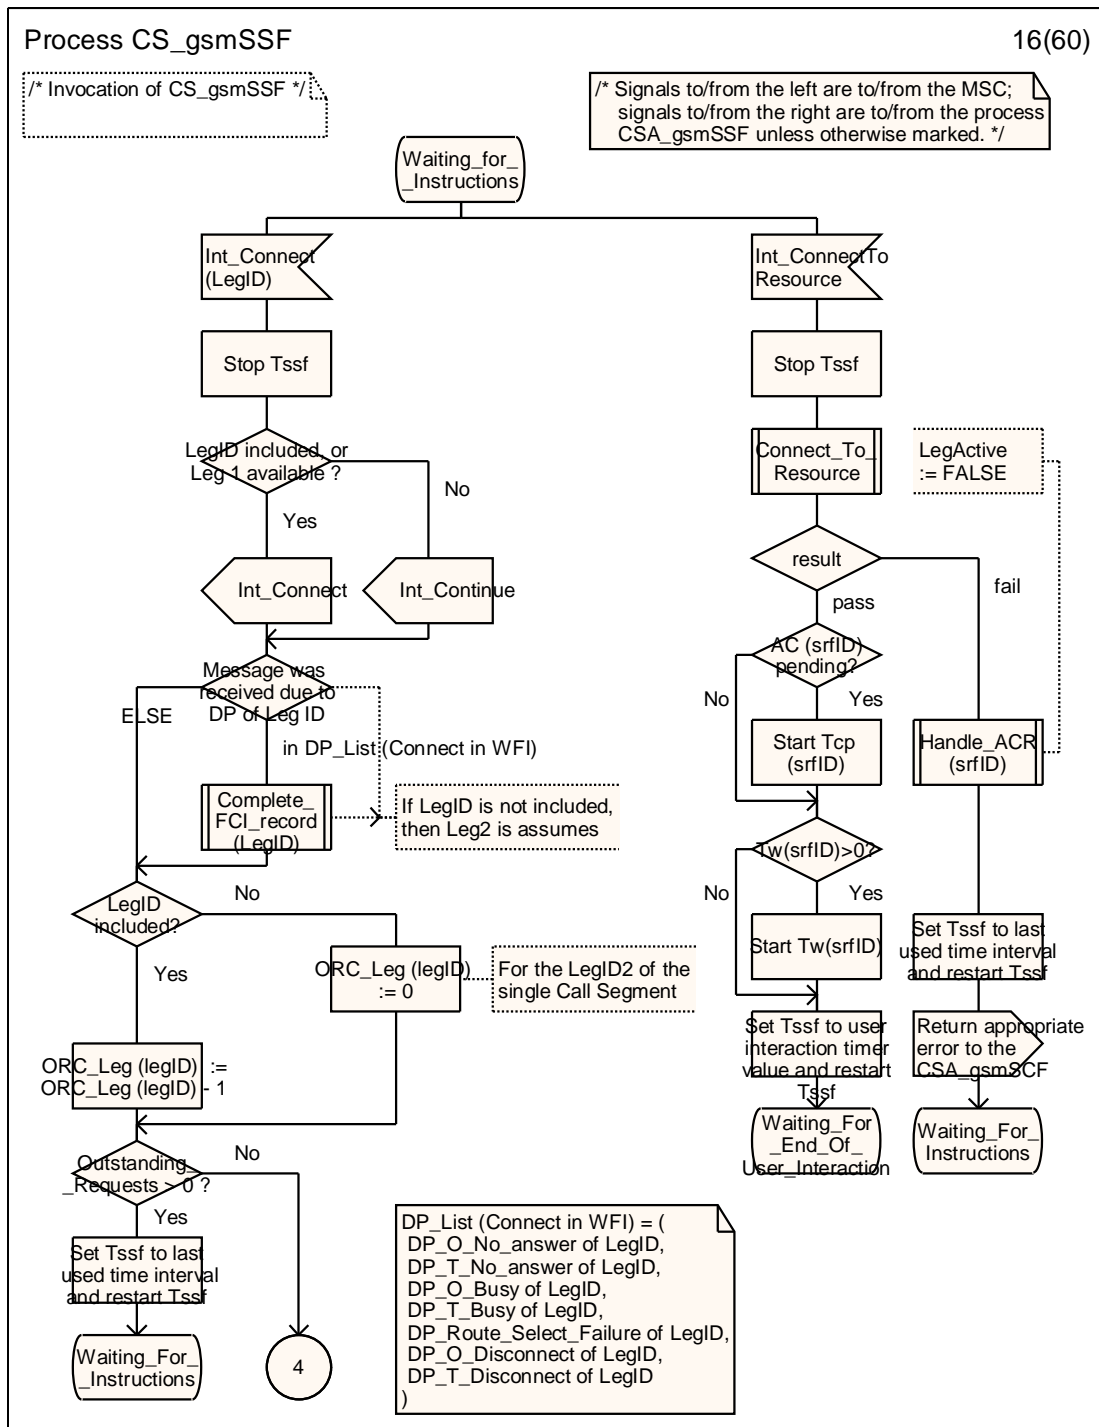 Process CS_gsmSSF
16(60)
/* Invocation of CS_gsmSSF */
/* Signals to/from the left are to/from the MSC;
signals to/from the right are to/from the process
CSA_gsmSSF unless otherwise marked. */
Waiting_for_
_Instructions
Int_Connect
(LegID)
Stop Tssf
LegID included, or
Leg 1 available ?
No
Yes
Int_Connect
Int_Continue
Message was
received due to
DP of Leg ID
ELSE
in DP_List (Connect in WFI)
Complete_
FCI_record
(LegID)
If LegID is not included,
then Leg2 is assumes
LegID
included?
No
Yes
ORC_Leg (legID)
:= 0
For the LegID2 of the
single Call Segment
ORC_Leg (legID) :=
ORC_Leg (legID) - 1
Outstanding_
_Requests > 0 ?
No
Yes
Set Tssf to last
used time interval
and restart Tssf
Waiting_For_
_Instructions
4
Int_ConnectTo
Resource
Stop Tssf
Connect_To_
Resource
LegActive
:= FALSE
result
fail
pass
AC (srfID)
pending?
No
Yes
Start Tcp
(srfID)
Handle_ACR
(srfID)
Tw(srfID)>0?
No
Yes
Start Tw(srfID)
Set Tssf to last
used time interval
and restart Tssf
Set Tssf to user
interaction timer
value and restart
Tssf
Return appropriate
error to the
CSA_gsmSCF
Waiting_For
_End_Of_
User_Interaction
Waiting_For_
Instructions
DP_List (Connect in WFI) = (
DP_O_No_answer of LegID,
DP_T_No_answer of LegID,
DP_O_Busy of LegID,
DP_T_Busy of LegID,
DP_Route_Select_Failure of LegID,
DP_O_Disconnect of LegID,
DP_T_Disconnect of LegID
)